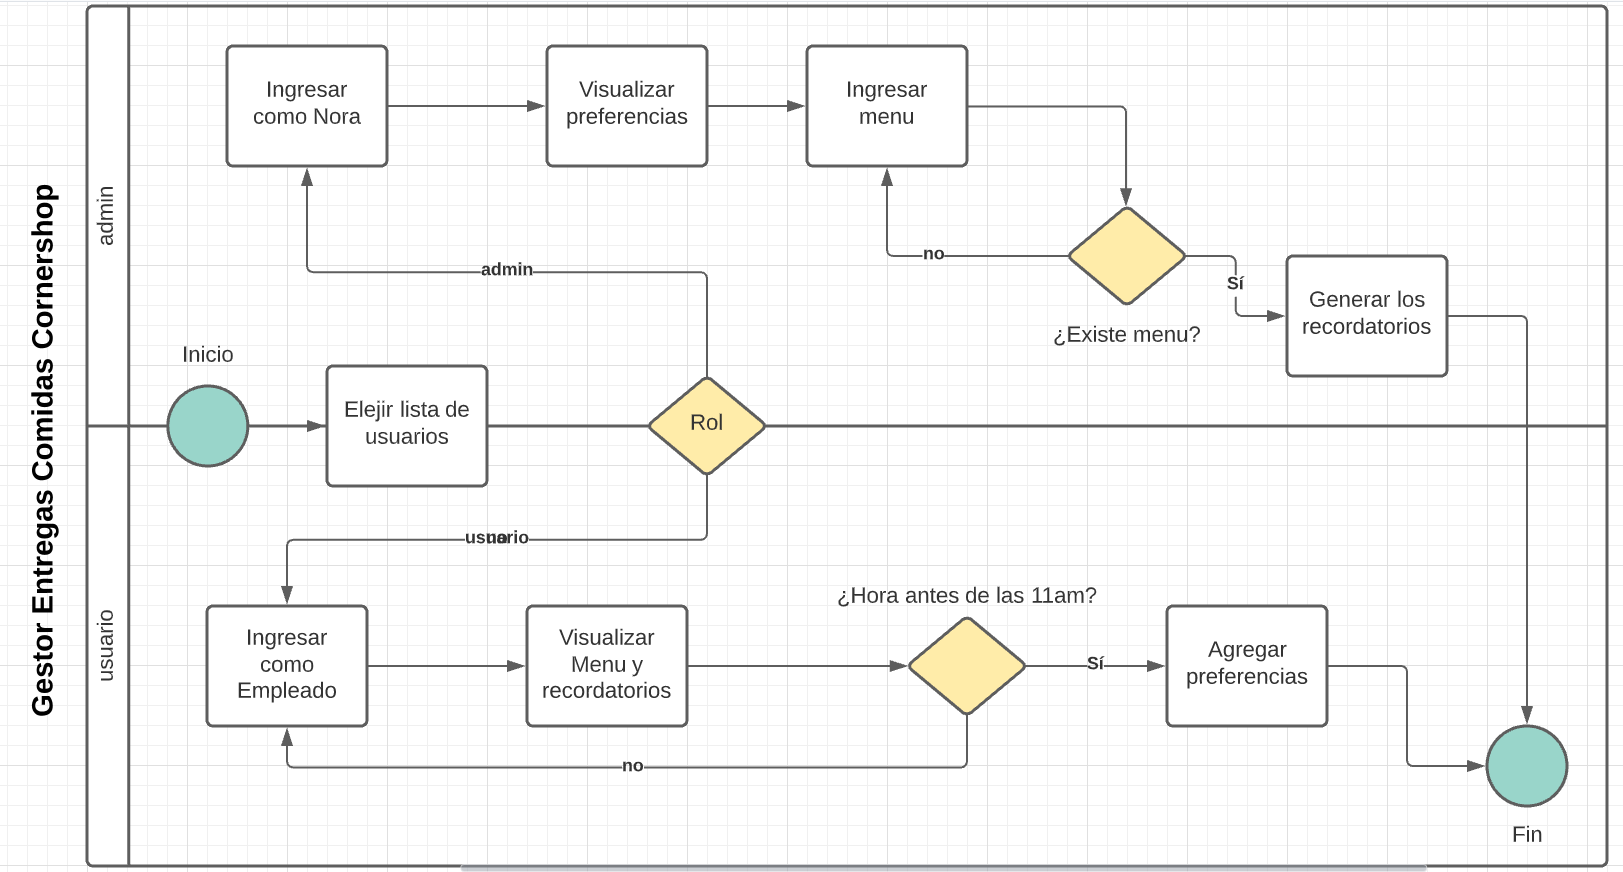 Gestor Entregas Comidas Cornershop
admin
Ingresar
como Nora
Visualizar
preferencias
Ingresar
menu
admin
no
Sí
¿Existe menu?
Generar los
recordatorios
Inicio
Elejir lista de
usuarios
Rol
usuario
no
usuario
Ingresar
como
Empleado
Visualizar
Menu y
recordatorios
¿Hora antes de las 11am?
Sí
Agregar
preferencias
no
Fin